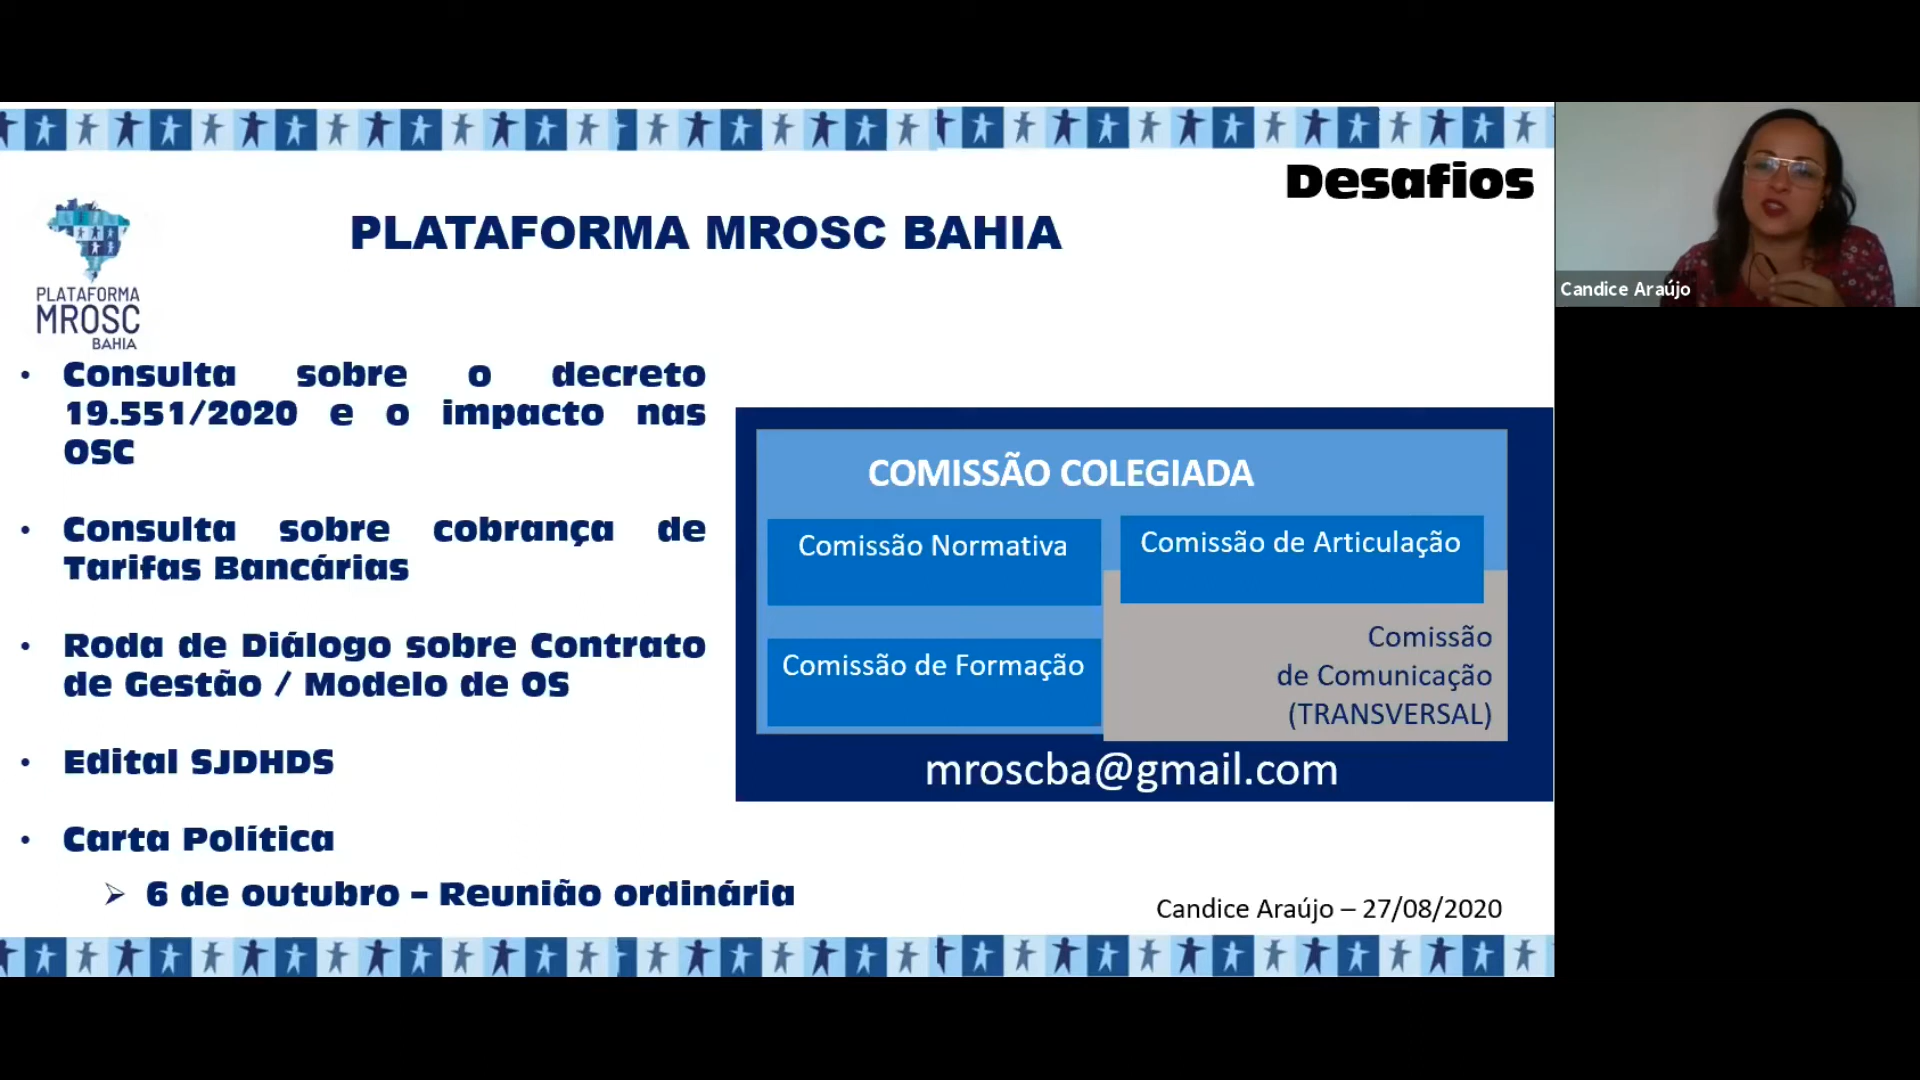 Desafios
PLATAFORMA MROSC BAHIA
PLATAFORMA
MROSC
BAHIA
• Consulta sobre o decreto
19.551/2020 e o impacto nas
OSC
• Consulta sobre cobrança de
Tarifas Bancárias
• Roda de Diálogo sobre Contrato
de Gestão / Modelo de OS
• Edital SJDHDS
• Carta Política
➢ 6 de outubro – Reunião ordinária
COMISSÃO COLEGIADA
Comissão Normativa
Comissão de Articulação
Comissão de Formação
Comissão
de Comunicação
(TRANSVERSAL)
mroscba@gmail.com
Candice Araújo – 27/08/2020
Candice Araújo